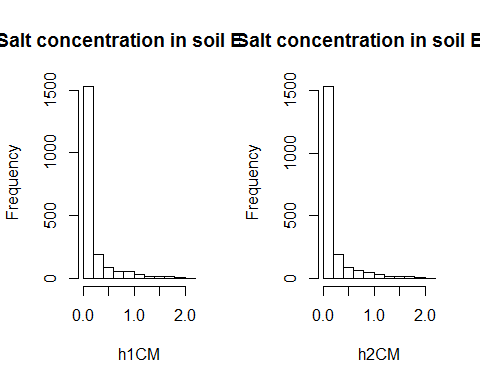 Salt concentration in soil E
Salt concentration in soil E
Frequency
1500
1000
500
0
0.0
1.0
2.0
h1CM
Frequency
1500
1000
500
0
0.0
1.0
2.0
h2CM